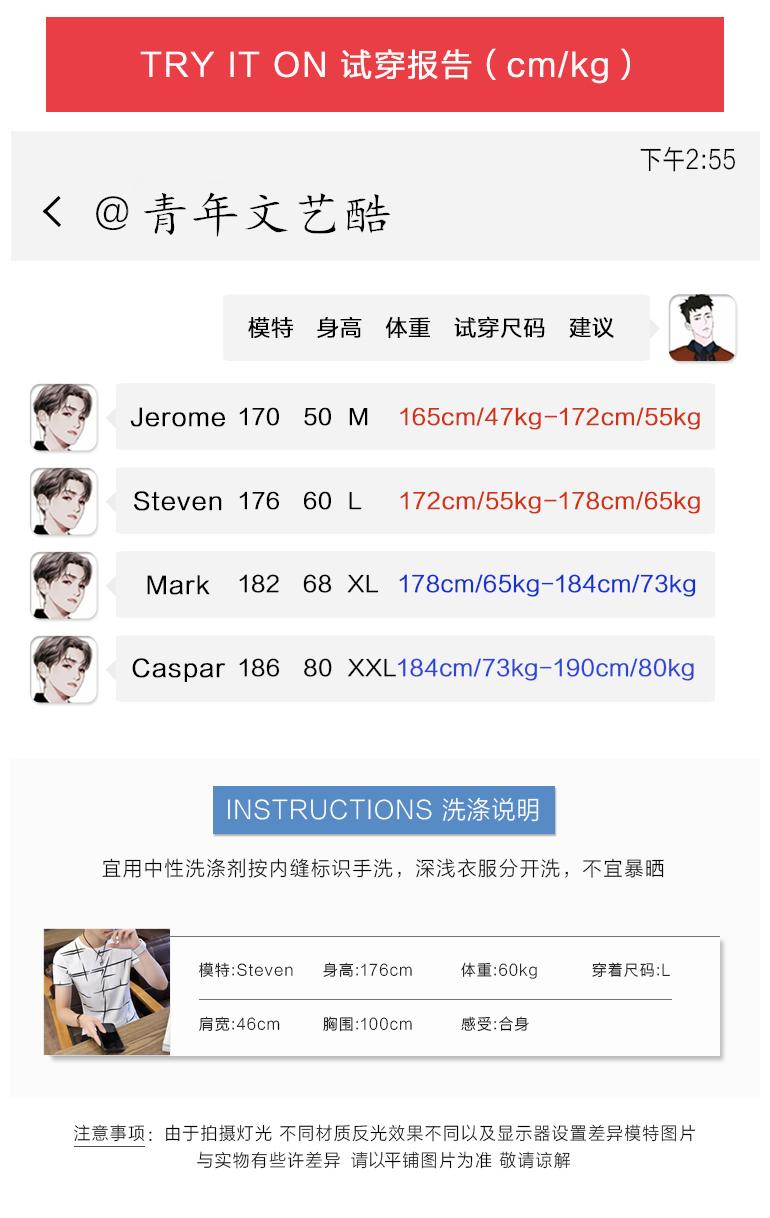 TRY IT ON 试穿报告（cm/kg）
下午2:55
@青年文艺酷
模特 身高 体重 试穿尺码 建议
Jerome 170 50 M 165cm/47kg-172cm/55kg
Steven 176 60 L 172cm/55kg-178cm/65kg
Mark 182 68 XL 178cm/65kg-184cm/73kg
Caspar 186 80 XXL 184cm/73kg-190cm/80kg
INSTRUCTIONS 洗涤说明
宜用中性洗涤剂按内缝标识手洗，深浅衣服分开洗，不宜暴晒
模特:Steven 身高:176cm 体重:60kg 穿着尺码:L
肩宽:46cm 胸围:100cm 感受:合身
注意事项：由于拍摄灯光 不同材质反光效果不同以及显示器设置差异模特图片
与实物有些许差异 请以平铺图片为准 敬请谅解